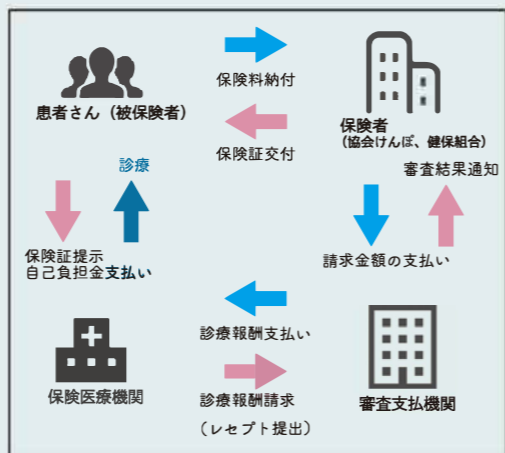 保険料納付
患者さん（被保険者）
保険者
（協会けんぽ、健保組合）
保険証交付
診療
審査結果通知
保険証提示
自己負担金支払い
請求金額の支払い
診療報酬支払い
保険医療機関
診療報酬請求
（レセプト提出）
審査支払機関